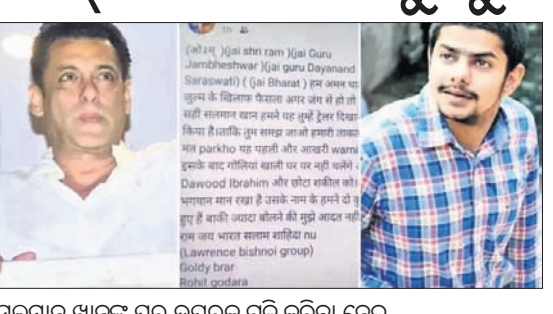 1h
(ओ३म् )(jai shri ram )(jai Guru
Jambheshwar )(jai guru Dayanand
Saraswati) ( (jai Bharat ) हम अमन चा
जुल्म के खिलाफ फैसला अगर जंग से हो तो
सही सलमान खान हमने यह तुम्हें ट्रेलर दिखा
किया है।ताकि तुम समझ जाओ हमारी ताकत
मत parkho यह पहली और आखरी warni
इसके बाद गोलियां खाली घर पर नही चलेंगे
Dawood Ibrahim और छोटा शकील को।
भगवान मान रखा है उसके नाम के हमने दो कु
हुए हैं बाकी ज्यादा बोलने की मुझे आदत नही
राम जय भारत सलाम शाहिदा nu
(Lawrence bishnoi group)
Goldy brar
Rohit godara